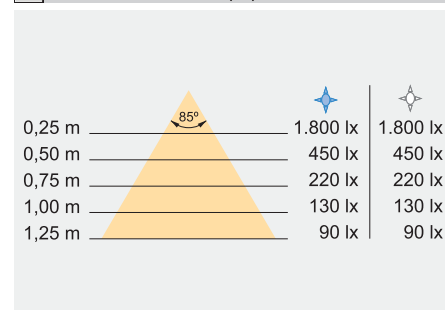 85º
0,25 m 1.800 lx 1.800 lx
0,50 m 450 lx 450 lx
0,75 m 220 lx 220 lx
1,00 m 130 lx 130 lx
1,25 m 90 lx 90 lx